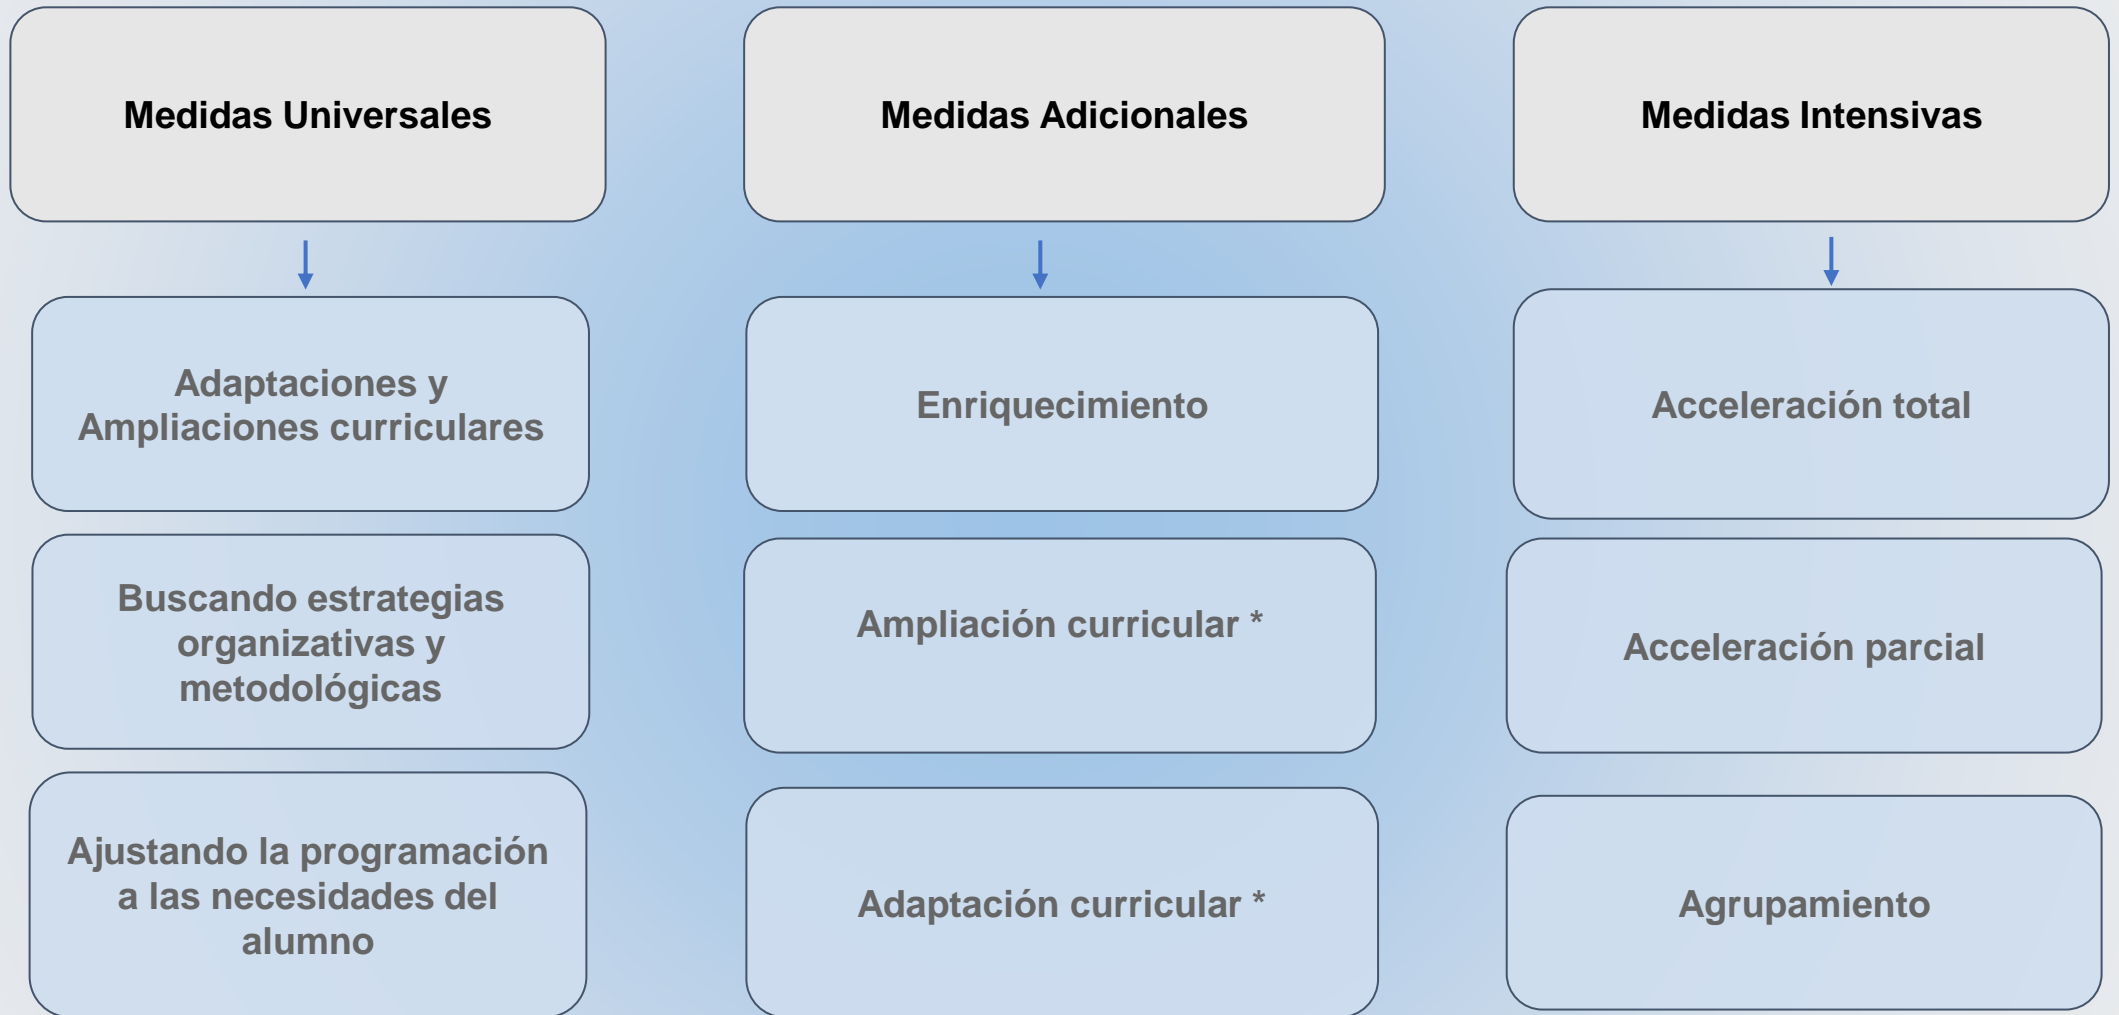 Medidas Universales
Medidas Adicionales
Medidas Intensivas
Adaptaciones y
Ampliaciones curriculares
Enriquecimiento
Acceleración total
Buscando estrategias
organizativas y
metodológicas
Ampliación curricular *
Acceleración parcial
Ajustando la programación
a las necesidades del
alumno
Adaptación curricular *
Agrupamiento